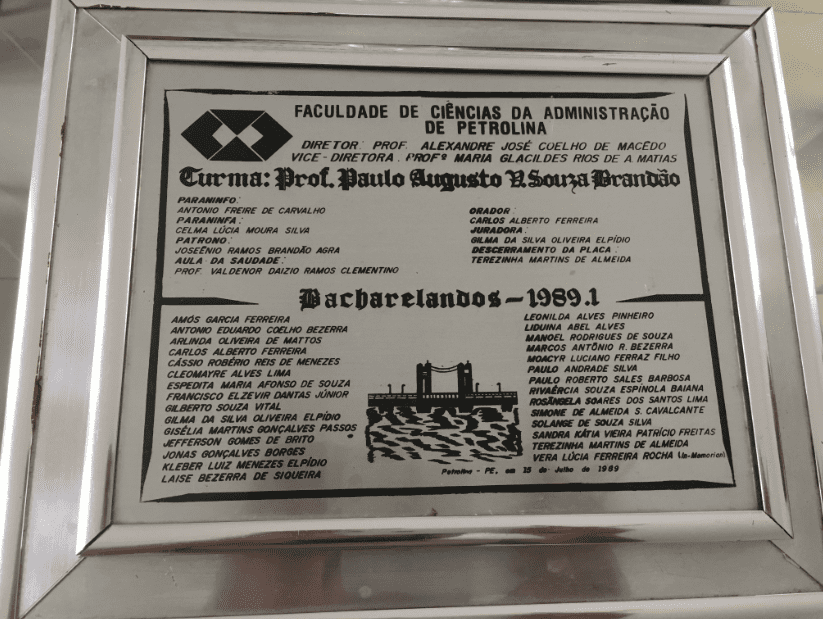 FACULDADE DE CIÊNCIAS DA ADMINISTRAÇÃO
DE PETROLINA
DIRETOR: PROF. ALEXANDRE JOSÉ COELHO DE MACÊDO
VICE-DIRETORA: PROFª MARIA GLACILDES RIOS DE A. MATIAS
Turma: Prof. Paulo Augusto V. Souza Brandão
PARANINFO:
ANTONIO FREIRE DE CARVALHO
PARANINFA:
CELMA LÚCIA MOURA SILVA
PATRONO:
JOSEÊNIO RAMOS BRANDÃO AGRA
AULA DA SAUDADE:
PROF. VALDENOR DAIZIO RAMOS CLEMENTINO
ORADOR:
CARLOS ALBERTO FERREIRA
JURADORA:
GILMA DA SILVA OLIVEIRA ELPÍDIO
DESCERRAMENTO DA PLACA:
TEREZINHA MARTINS DE ALMEIDA
Bacharelandos - 1989.1
AMÓS GARCIA FERREIRA
ANTONIO EDUARDO COELHO BEZERRA
ARLINDA OLIVEIRA DE MATTOS
CARLOS ALBERTO FERREIRA
CÁSSIO ROBÉRIO REIS DE MENEZES
CLEOMAYRE ALVES LIMA
ESPEDITA MARIA AFONSO DE SOUZA
FRANCISCO ELZEVIR DANTAS JÚNIOR
GILBERTO SOUZA VITAL
GILMA DA SILVA OLIVEIRA ELPÍDIO
GISÉLIA MARTINS GONÇALVES PASSOS
JEFFERSON GOMES DE BRITO
JONAS GONÇALVES BORGES
KLEBER LUIZ MENEZES ELPÍDIO
LAISE BEZERRA DE SIQUEIRA
LEONILDA ALVES PINHEIRO
LIDUINA ABEL ALVES
MANOEL RODRIGUES DE SOUZA
MARCOS ANTÔNIO R. BEZERRA
MOACYR LUCIANO FERRAZ FILHO
PAULO ANDRADE SILVA
PAULO ROBERTO SALES BARBOSA
RIVAÉRCIA SOUZA ESPÍNOLA BAIANA
ROSÂNGELA SOARES DOS SANTOS LIMA
SIMONE DE ALMEIDA S. CAVALCANTE
SOLANGE DE SOUZA SILVA
SANDRA KÁTIA VIEIRA PATRÍCIO FREITAS
TEREZINHA MARTINS DE ALMEIDA
VERA LÚCIA FERREIRA ROCHA (In-Memorian)
Petrolina - PE, em 15 de Julho de 1989